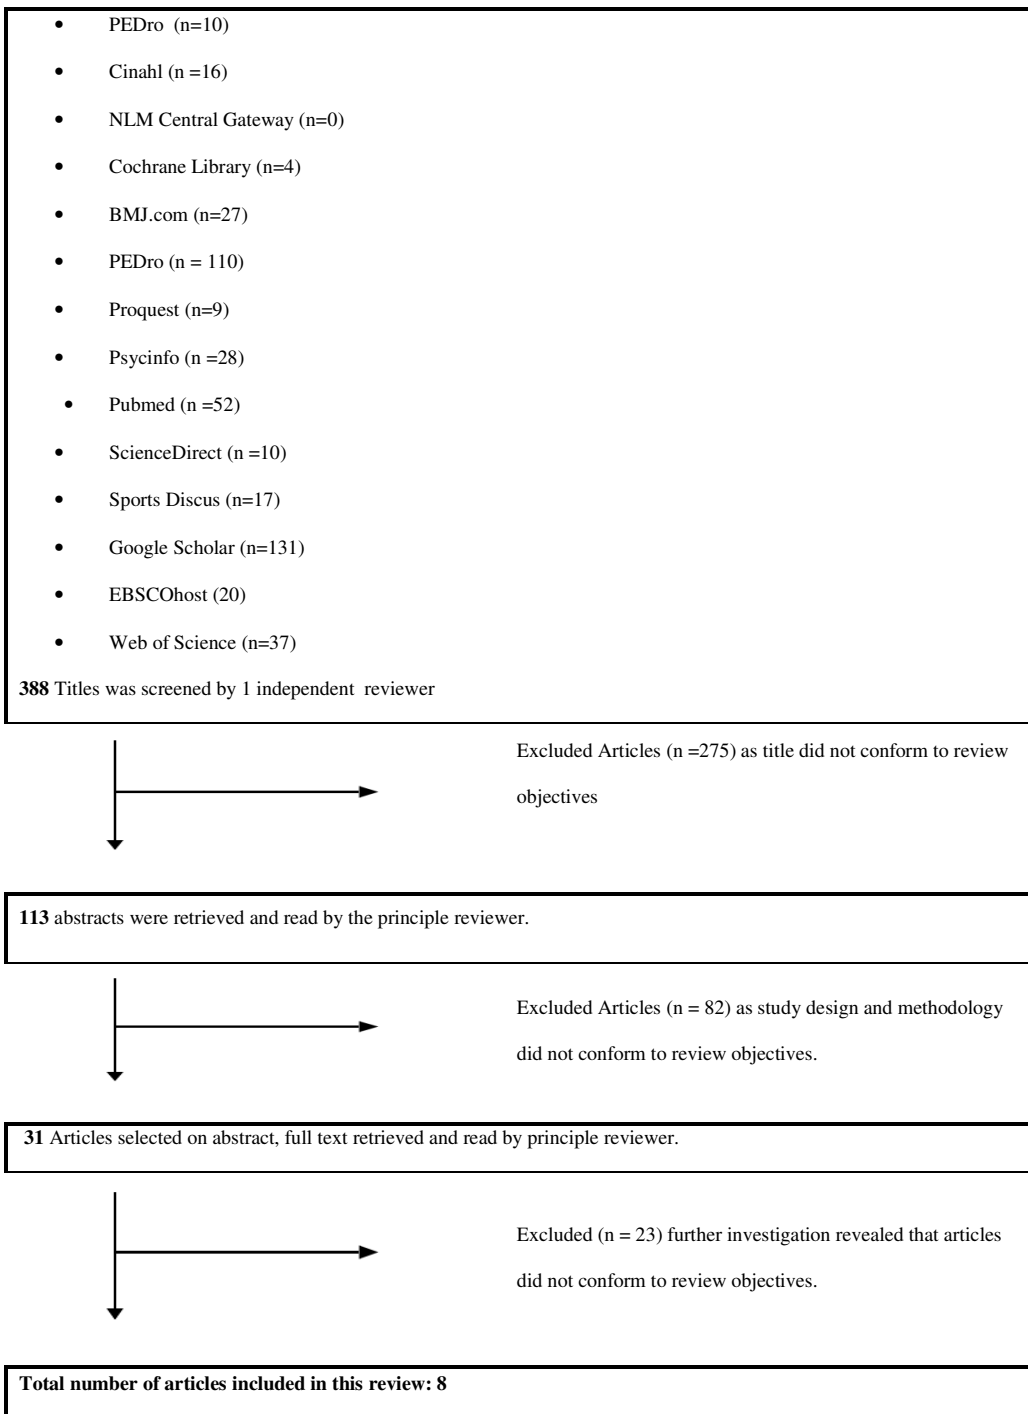 • PEDro (n=10)
• Cinahl (n =16)
• NLM Central Gateway (n=0)
• Cochrane Library (n=4)
• BMJ.com (n=27)
• PEDro (n = 110)
• Proquest (n=9)
• Psycinfo (n =28)
• Pubmed (n =52)
• ScienceDirect (n =10)
• Sports Discus (n=17)
• Google Scholar (n=131)
• EBSCOhost (20)
• Web of Science (n=37)
388 Titles was screened by 1 independent reviewer
Excluded Articles (n =275) as title did not conform to review
objectives
113 abstracts were retrieved and read by the principle reviewer.
Excluded Articles (n = 82) as study design and methodology
did not conform to review objectives.
31 Articles selected on abstract, full text retrieved and read by principle reviewer.
Excluded (n = 23) further investigation revealed that articles
did not conform to review objectives.
Total number of articles included in this review: 8